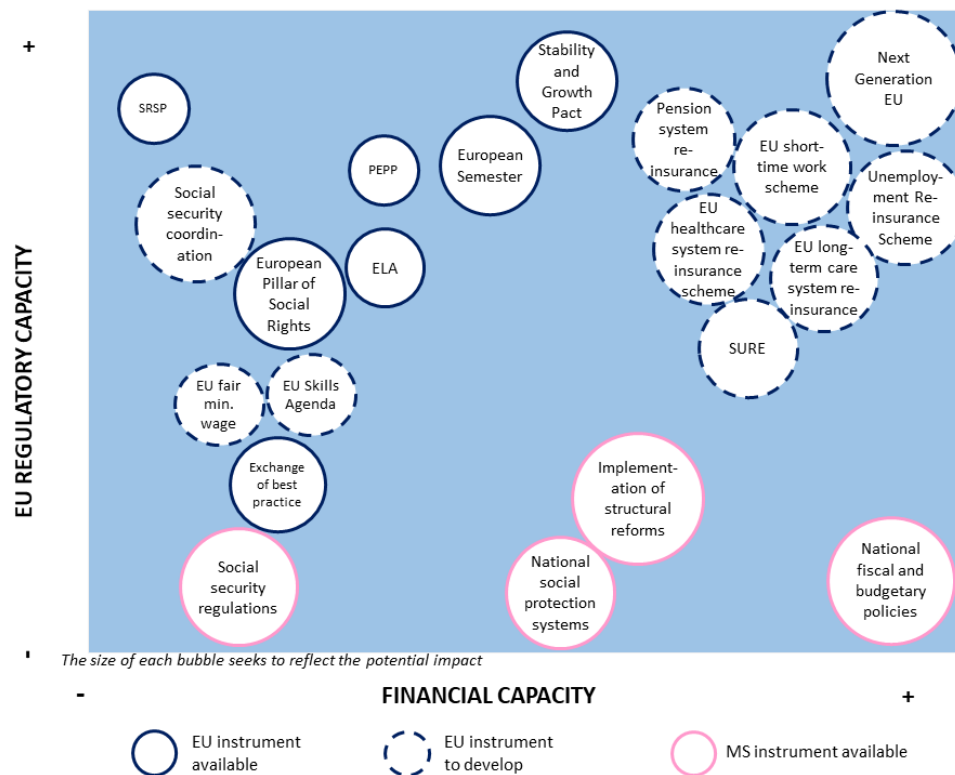 +
Stability
and
Growth
Pact
Next
Generation
EU
SRSP
Pension
system
re-
insurance
EU short-
time work
scheme
PEPP
European
Semester
Social
security
coordin-
ation
Unemploy-
ment Re-
insurance
Scheme
EU
healthcare
system re-
insurance
scheme
EU long-
term care
system re-
insurance
European
Pillar of
Social
Rights
ELA
SURE
EU fair
min.
wage
EU Skills
Agenda
Exchange
of best
practice
Implement-
ation of
structural
reforms
Social
security
regulations
National
social
protection
systems
National
fiscal and
budgetary
policies
EU REGULATORY CAPACITY
-
The size of each bubble seeks to reflect the potential impact
-
FINANCIAL CAPACITY
+
EU instrument
available
EU instrument
to develop
MS instrument available